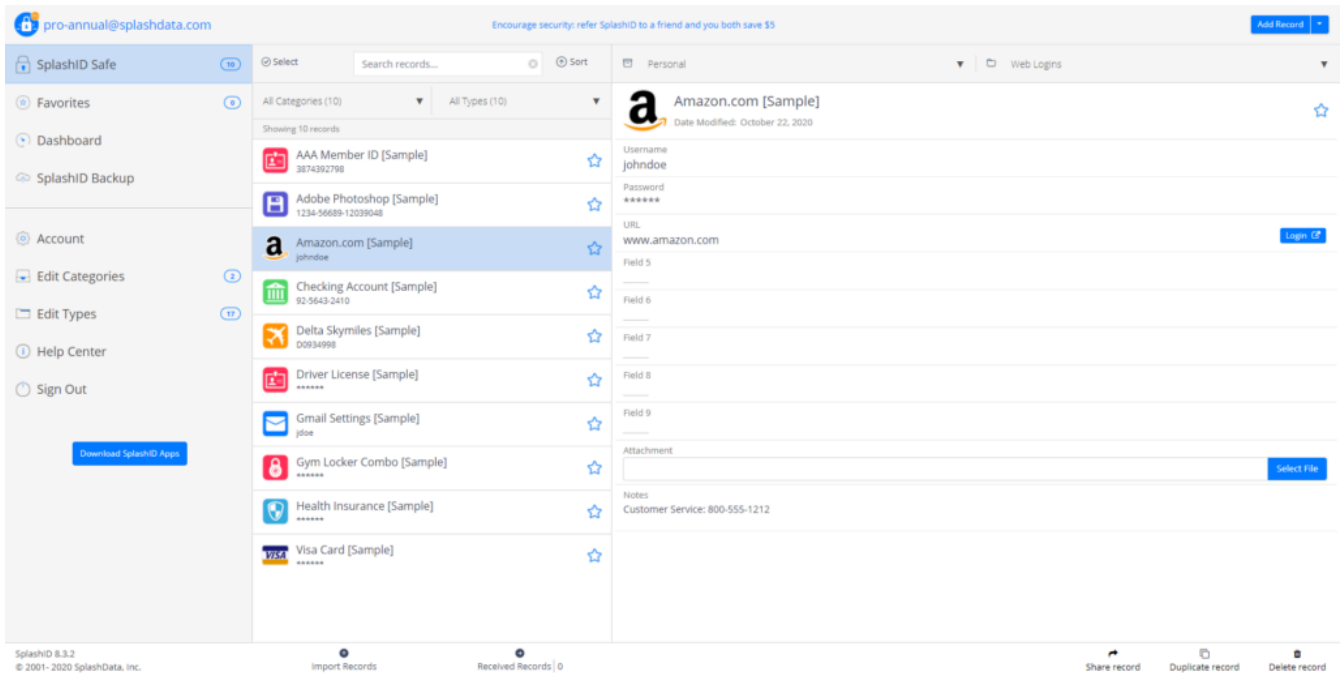 pro-annual@splashdata.com
Encourage security: refer SplashID to a friend and you both save $5
Add Record
SplashID Safe 10
Favorites 0
Dashboard
SplashID Backup
Account
Edit Categories 2
Edit Types 17
Help Center
Sign Out
Download SplashID Apps
Select
Search records...
Sort
All Categories (10)
All Types (10)
Showing 10 records
AAA Member ID [Sample]
3874392798
Adobe Photoshop [Sample]
1234-56689-12039048
Amazon.com [Sample]
johndoe
Checking Account [Sample]
92-5643-2410
Delta Skymiles [Sample]
D0934998
Driver License [Sample]
******
Gmail Settings [Sample]
jdoe
Gym Locker Combo [Sample]
******
Health Insurance [Sample]
******
VISA
Visa Card [Sample]
******
Personal
Web Logins
a
Amazon.com [Sample]
Date Modified: October 22, 2020
Username
johndoe
Password
******
URL
www.amazon.com
Login
Field 5
Field 6
Field 7
Field 8
Field 9
Attachment
Select File
Notes
Customer Service: 800-555-1212
SplashID 8.3.2
© 2001- 2020 SplashData, Inc.
Import Records
Received Records 0
Share record
Duplicate record
Delete record